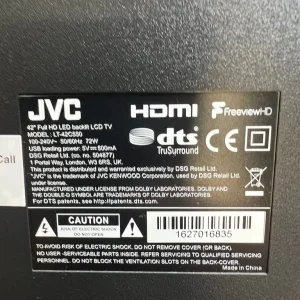 JVC
HDMI
FreeviewHD
42" Full HD LED backlit LCD TV
MODEL: LT-42C550
100-240V~ 50/60Hz 72W
USB loading power: 5V⎓500mA
DSG Retail Ltd. (co. no. 504877)
1 Portal Way, London, W3 6RS, UK
dts
TruSurround
This product is warranted and distributed exclusively by DSG Retail Ltd.
"JVC" is the trademark of JVC KENWOOD Corporation, used by DSG Retail Ltd.
under license.
MANUFACTURED UNDER LICENSE FROM DOLBY LABORATORIES. DOLBY AND
THE DOUBLE-D SYMBOL ARE TRADEMARKS OF DOLBY LABORATORIES.
For DTS patents, see http://patents.dts.com.
CAUTION
RISK OF ELECTRIC SHOCK
DO NOT OPEN
1627016835
TO AVOID RISK OF ELECTRIC SHOCK, DO NOT REMOVE COVER (OR BACK).
NO USER -SERVICEABLE PARTS INSIDE. REFER SERVICING TO QUALIFIED PERSONNEL.
DO NOT BLOCK THE VENTILATION SLOTS ON THE BACK-COVER
Made in China
Call